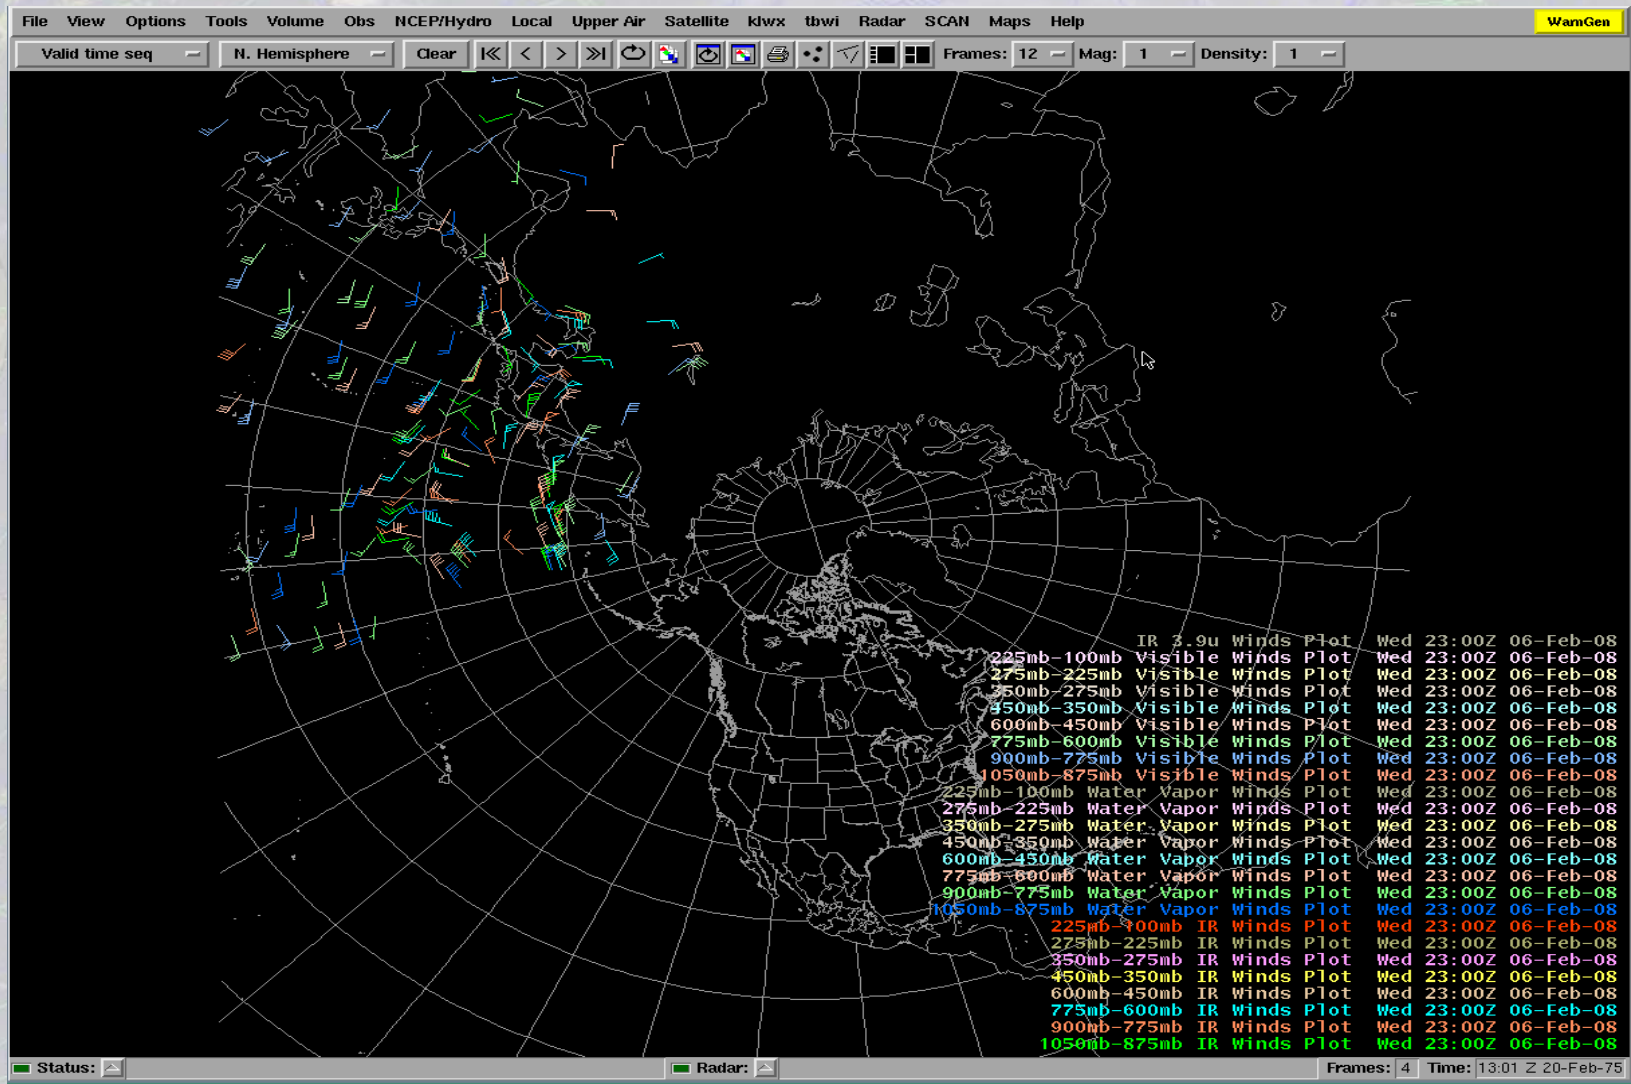 File View Options Tools Volume Obs NCEP/Hydro Local Upper Air Satellite klwx tbwi Radar SCAN Maps Help WamGen
Valid time seq N. Hemisphere Clear Frames: 12 Mag: 1 Density: 1
IR 3.9u Winds Plot Wed 23:00Z 06-Feb-08
225mb-100mb Visible Winds Plot Wed 23:00Z 06-Feb-08
275mb-225mb Visible Winds Plot Wed 23:00Z 06-Feb-08
350mb-275mb Visible Winds Plot Wed 23:00Z 06-Feb-08
450mb-350mb Visible Winds Plot Wed 23:00Z 06-Feb-08
600mb-450mb Visible Winds Plot Wed 23:00Z 06-Feb-08
775mb-600mb Visible Winds Plot Wed 23:00Z 06-Feb-08
900mb-775mb Visible Winds Plot Wed 23:00Z 06-Feb-08
1050mb-875mb Visible Winds Plot Wed 23:00Z 06-Feb-08
225mb-100mb Water Vapor Winds Plot Wed 23:00Z 06-Feb-08
275mb-225mb Water Vapor Winds Plot Wed 23:00Z 06-Feb-08
350mb-275mb Water Vapor Winds Plot Wed 23:00Z 06-Feb-08
450mb-350mb Water Vapor Winds Plot Wed 23:00Z 06-Feb-08
600mb-450mb Water Vapor Winds Plot Wed 23:00Z 06-Feb-08
775mb-600mb Water Vapor Winds Plot Wed 23:00Z 06-Feb-08
900mb-775mb Water Vapor Winds Plot Wed 23:00Z 06-Feb-08
1050mb-875mb Water Vapor Winds Plot Wed 23:00Z 06-Feb-08
225mb-100mb IR Winds Plot Wed 23:00Z 06-Feb-08
275mb-225mb IR Winds Plot Wed 23:00Z 06-Feb-08
350mb-275mb IR Winds Plot Wed 23:00Z 06-Feb-08
450mb-350mb IR Winds Plot Wed 23:00Z 06-Feb-08
600mb-450mb IR Winds Plot Wed 23:00Z 06-Feb-08
775mb-600mb IR Winds Plot Wed 23:00Z 06-Feb-08
900mb-775mb IR Winds Plot Wed 23:00Z 06-Feb-08
1050mb-875mb IR Winds Plot Wed 23:00Z 06-Feb-08
Status: Radar: Frames: 4 Time: 13:01 Z 20-Feb-75